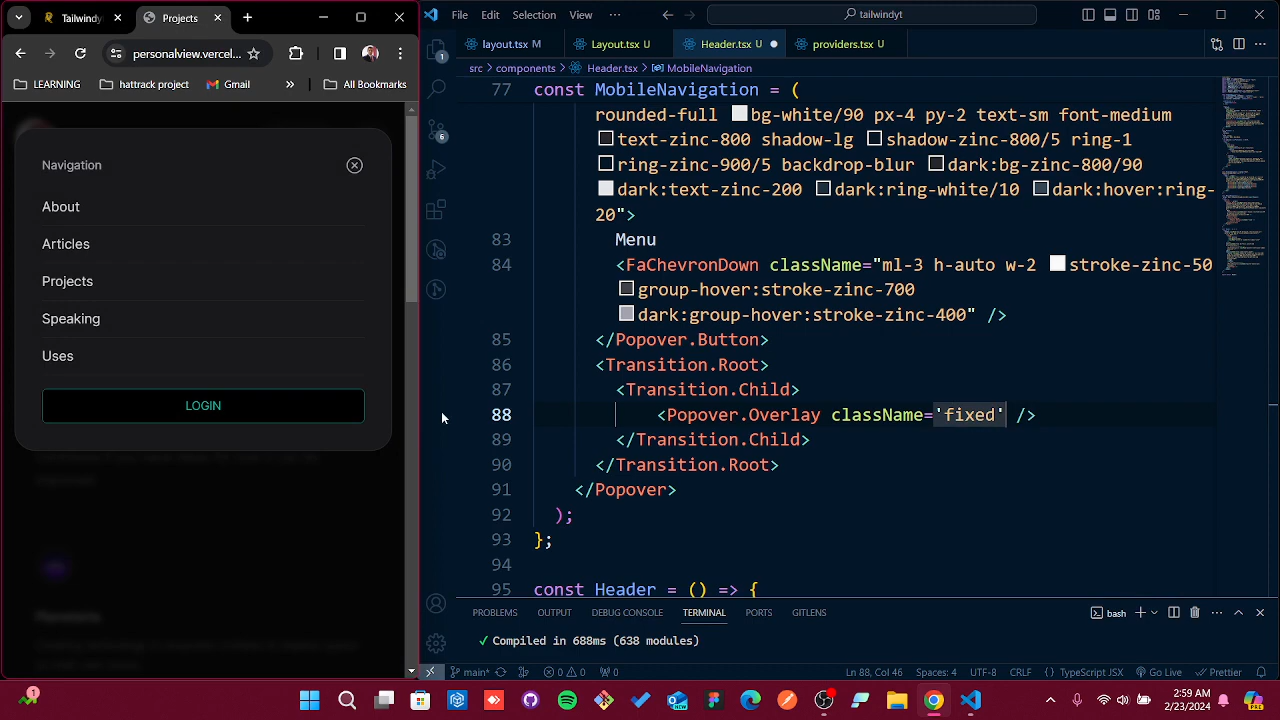 Tailwindy
Projects
File Edit Selection View
tailwindyt
personalview.vercel...
LEARNING hattrack project Gmail » All Bookmarks
layout.tsx M Layout.tsx U Header.tsx U providers.tsx U
src > components > Header.tsx > MobileNavigation
Navigation
About
Articles
Projects
Speaking
Uses
LOGIN
77 const MobileNavigation = (
rounded-full bg-white/90 px-4 py-2 text-sm font-medium
text-zinc-800 shadow-lg shadow-zinc-800/5 ring-1
ring-zinc-900/5 backdrop-blur dark:bg-zinc-800/90
dark:text-zinc-200 dark:ring-white/10 dark:hover:ring-
20">
83 Menu
84 <FaChevronDown className="ml-3 h-auto w-2 stroke-zinc-50
group-hover:stroke-zinc-700
dark:group-hover:stroke-zinc-400" />
85 </Popover.Button>
86 <Transition.Root>
87 <Transition.Child>
88 <Popover.Overlay className='fixed' />
89 </Transition.Child>
90 </Transition.Root>
91 </Popover>
92 );
93 };
94
95 const Header = () => {
PROBLEMS OUTPUT DEBUG CONSOLE TERMINAL PORTS GITLENS
bash
✓ Compiled in 688ms (638 modules)
main* 0 0 0 Ln 88, Col 46 Spaces: 4 UTF-8 CRLF TypeScript JSX Go Live Prettier
2:59 AM
2/23/2024